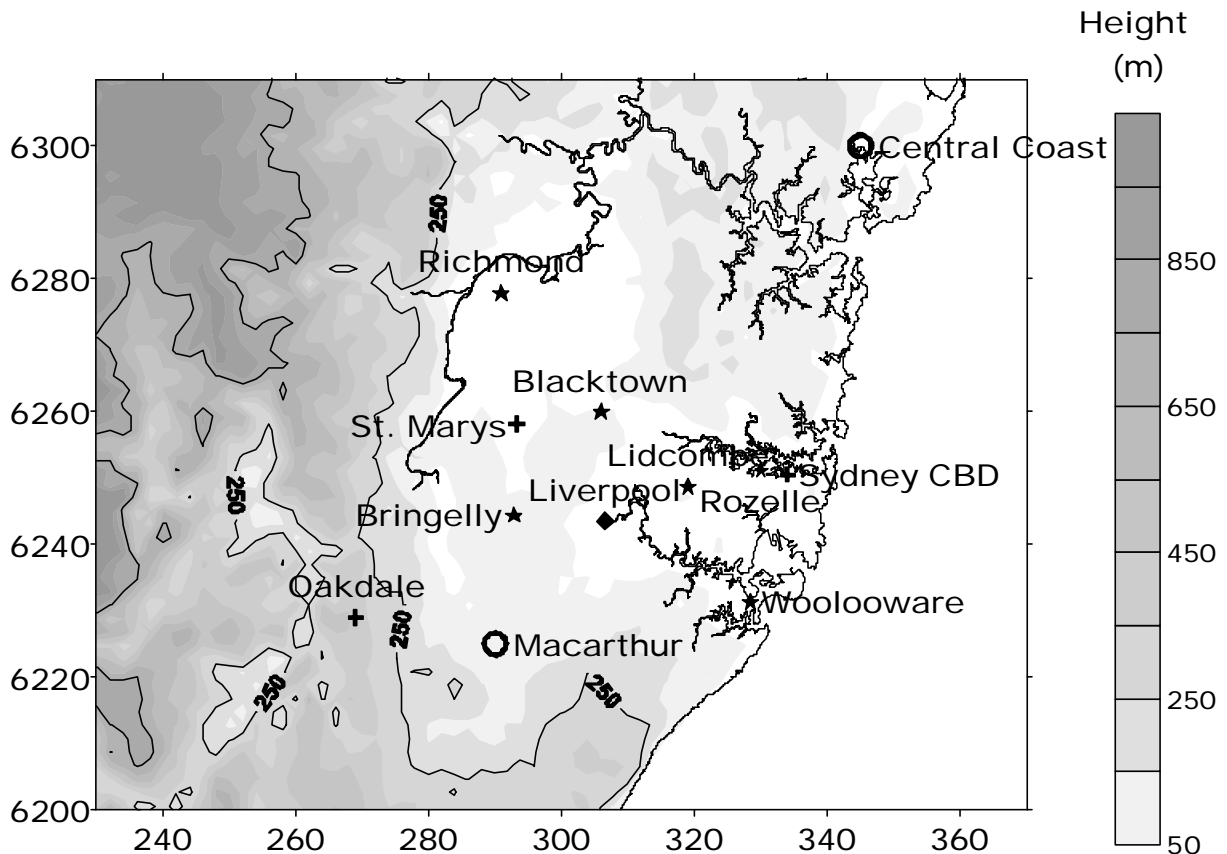 Height
(m)
6300
6280
6260
6240
6220
6200
Central Coast
250
Richmond
Blacktown
St. Marys
Lidcombe
Sydney CBD
Liverpool
Rozelle
250
Bringelly
Oakdale
Woolooware
250
Macarthur
250
250
240
260
280
300
320
340
360
850
650
450
250
50